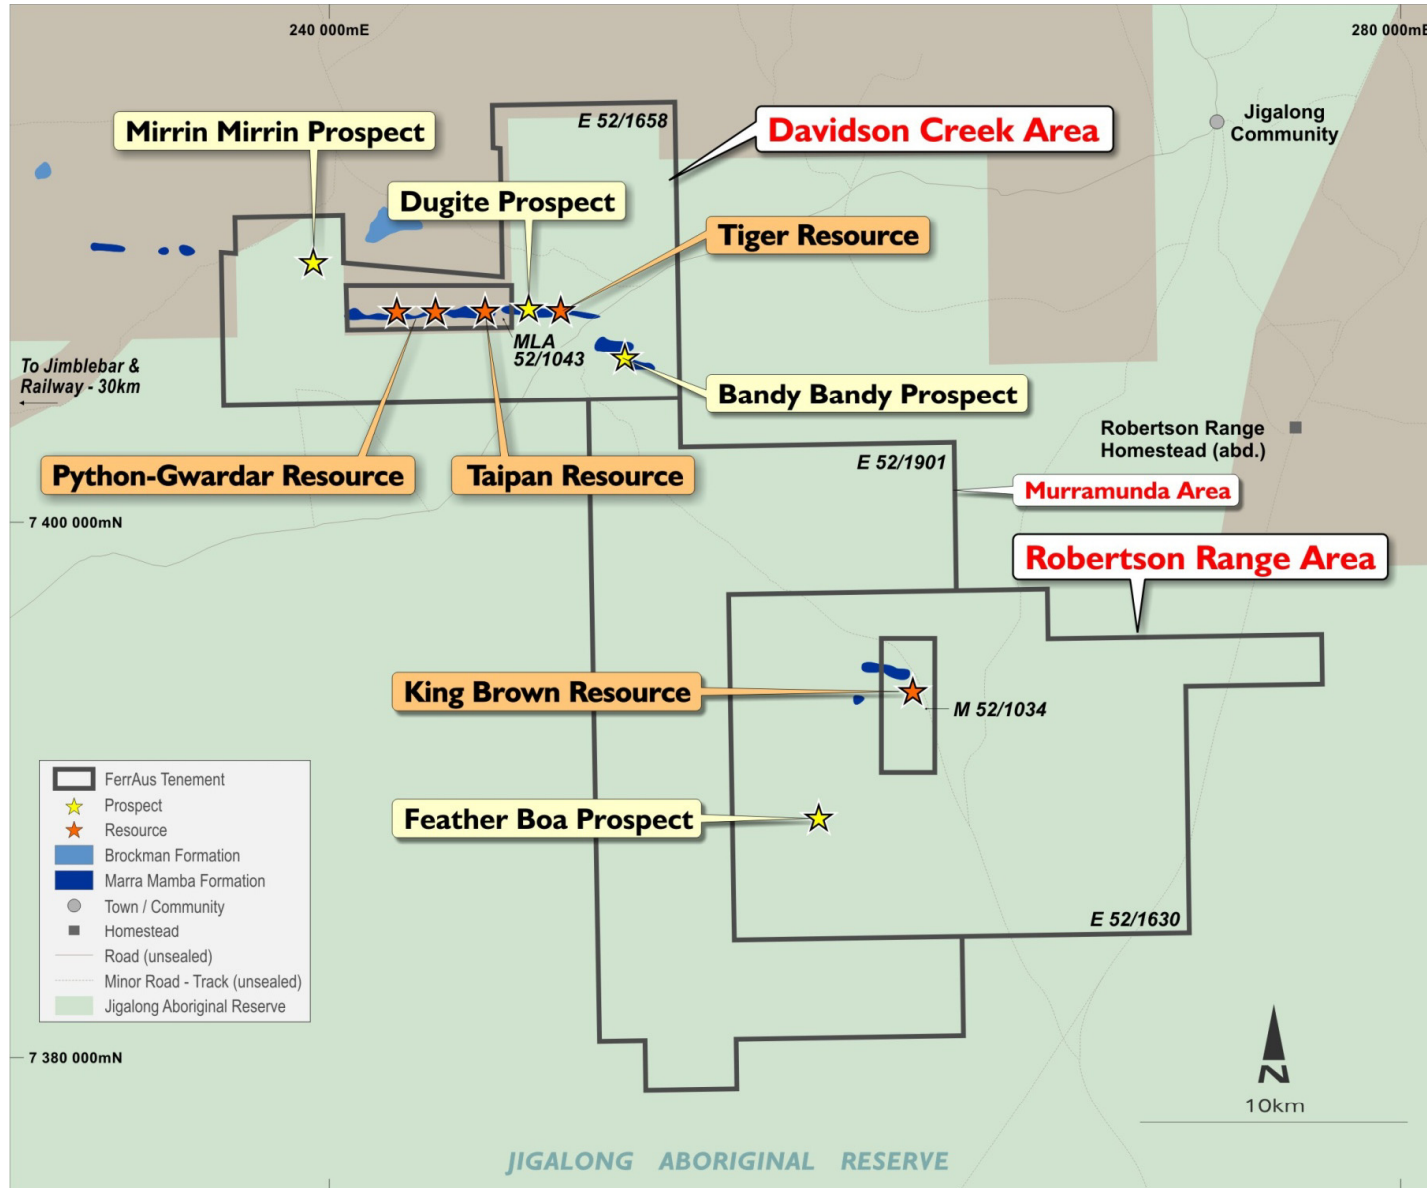 240 000mE
280 000mE
Jigalong
Community
E 52/1658
Davidson Creek Area
Mirrin Mirrin Prospect
Dugite Prospect
Tiger Resource
MLA
52/1043
To Jimblebar &
Railway - 30km
Bandy Bandy Prospect
Robertson Range
Homestead (abd.)
Python-Gwardar Resource
Taipan Resource
E 52/1901
Murramunda Area
7 400 000mN
Robertson Range Area
King Brown Resource
M 52/1034
Feather Boa Prospect
FerrAus Tenement
Prospect
Resource
Brockman Formation
Marra Mamba Formation
Town / Community
Homestead
Road (unsealed)
Minor Road - Track (unsealed)
Jigalong Aboriginal Reserve
E 52/1630
7 380 000mN
N
10km
JIGALONG ABORIGINAL RESERVE